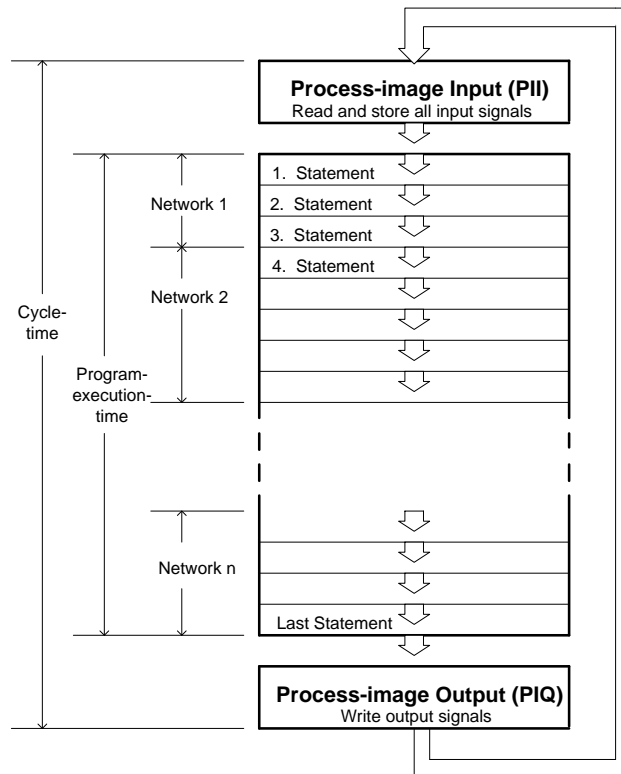 Process-image Input (PII)
Read and store all input signals
1. Statement
Network 1
2. Statement
3. Statement
4. Statement
Network 2
Cycle-
time
Program-
execution-
time
Network n
Last Statement
Process-image Output (PIQ)
Write output signals